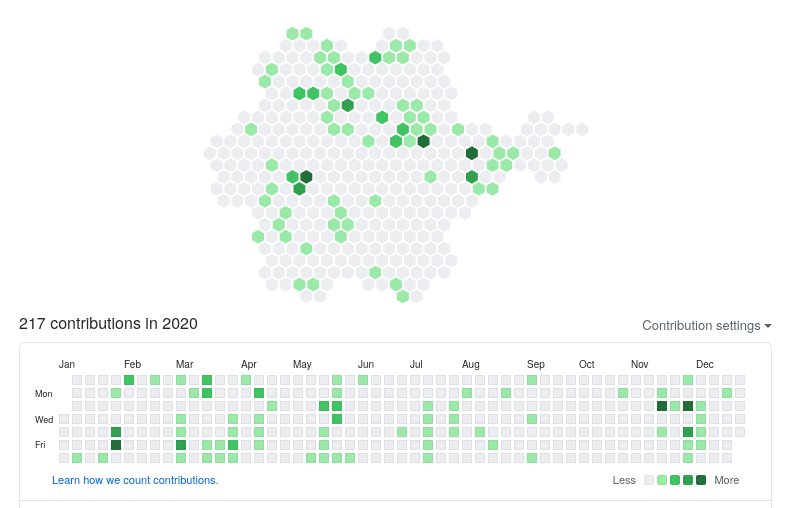 217 contributions in 2020
Contribution settings
Jan Feb Mar Apr May Jun Jul Aug Sep Oct Nov Dec
Mon
Wed
Fri
Learn how we count contributions.
Less More